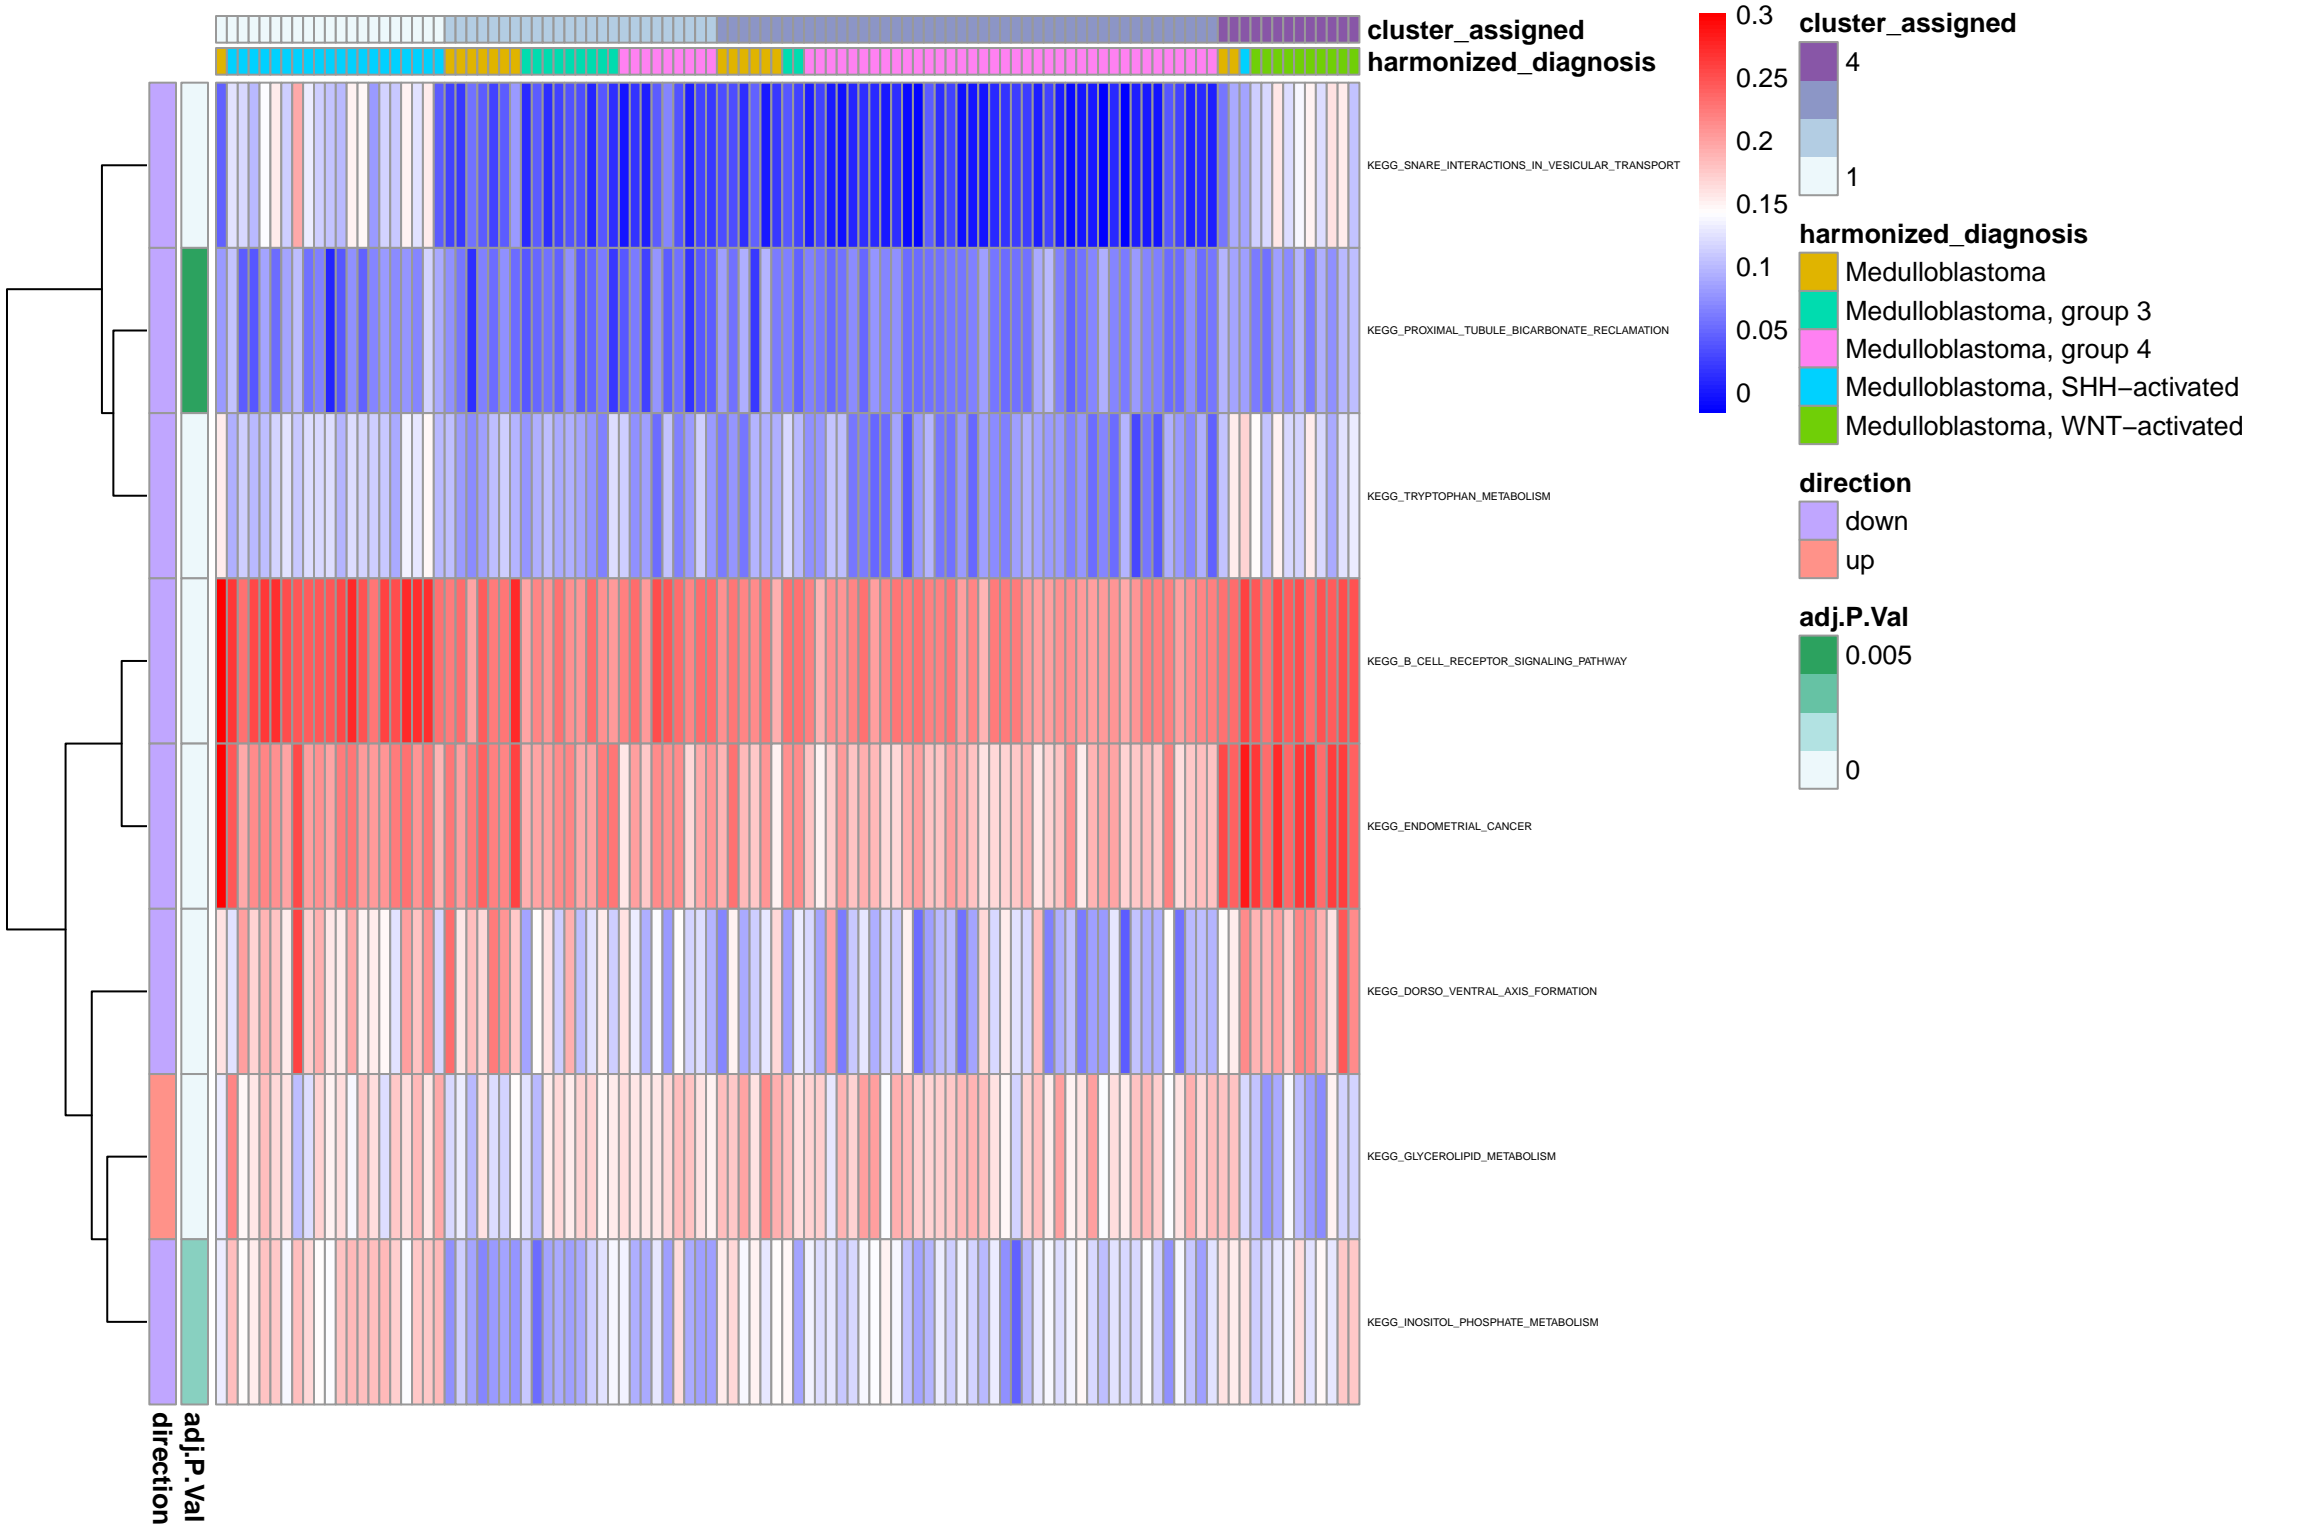 cluster_assigned
harmonized_diagnosis
KEGG_SNARE_INTERACTIONS_IN_VESICULAR_TRANSPORT
KEGG_PROXIMAL_TUBULE_BICARBONATE_RECLAMATION
KEGG_TRYPTOPHAN_METABOLISM
KEGG_B_CELL_RECEPTOR_SIGNALING_PATHWAY
KEGG_ENDOMETRIAL_CANCER
KEGG_DORSO_VENTRAL_AXIS_FORMATION
KEGG_GLYCEROLIPID_METABOLISM
KEGG_INOSITOL_PHOSPHATE_METABOLISM
direction
adj.P.Val
0.3
0.25
0.2
0.15
0.1
0.05
0
cluster_assigned
4
1
harmonized_diagnosis
Medulloblastoma
Medulloblastoma, group 3
Medulloblastoma, group 4
Medulloblastoma, SHH−activated
Medulloblastoma, WNT−activated
direction
down
up
adj.P.Val
0.005
0